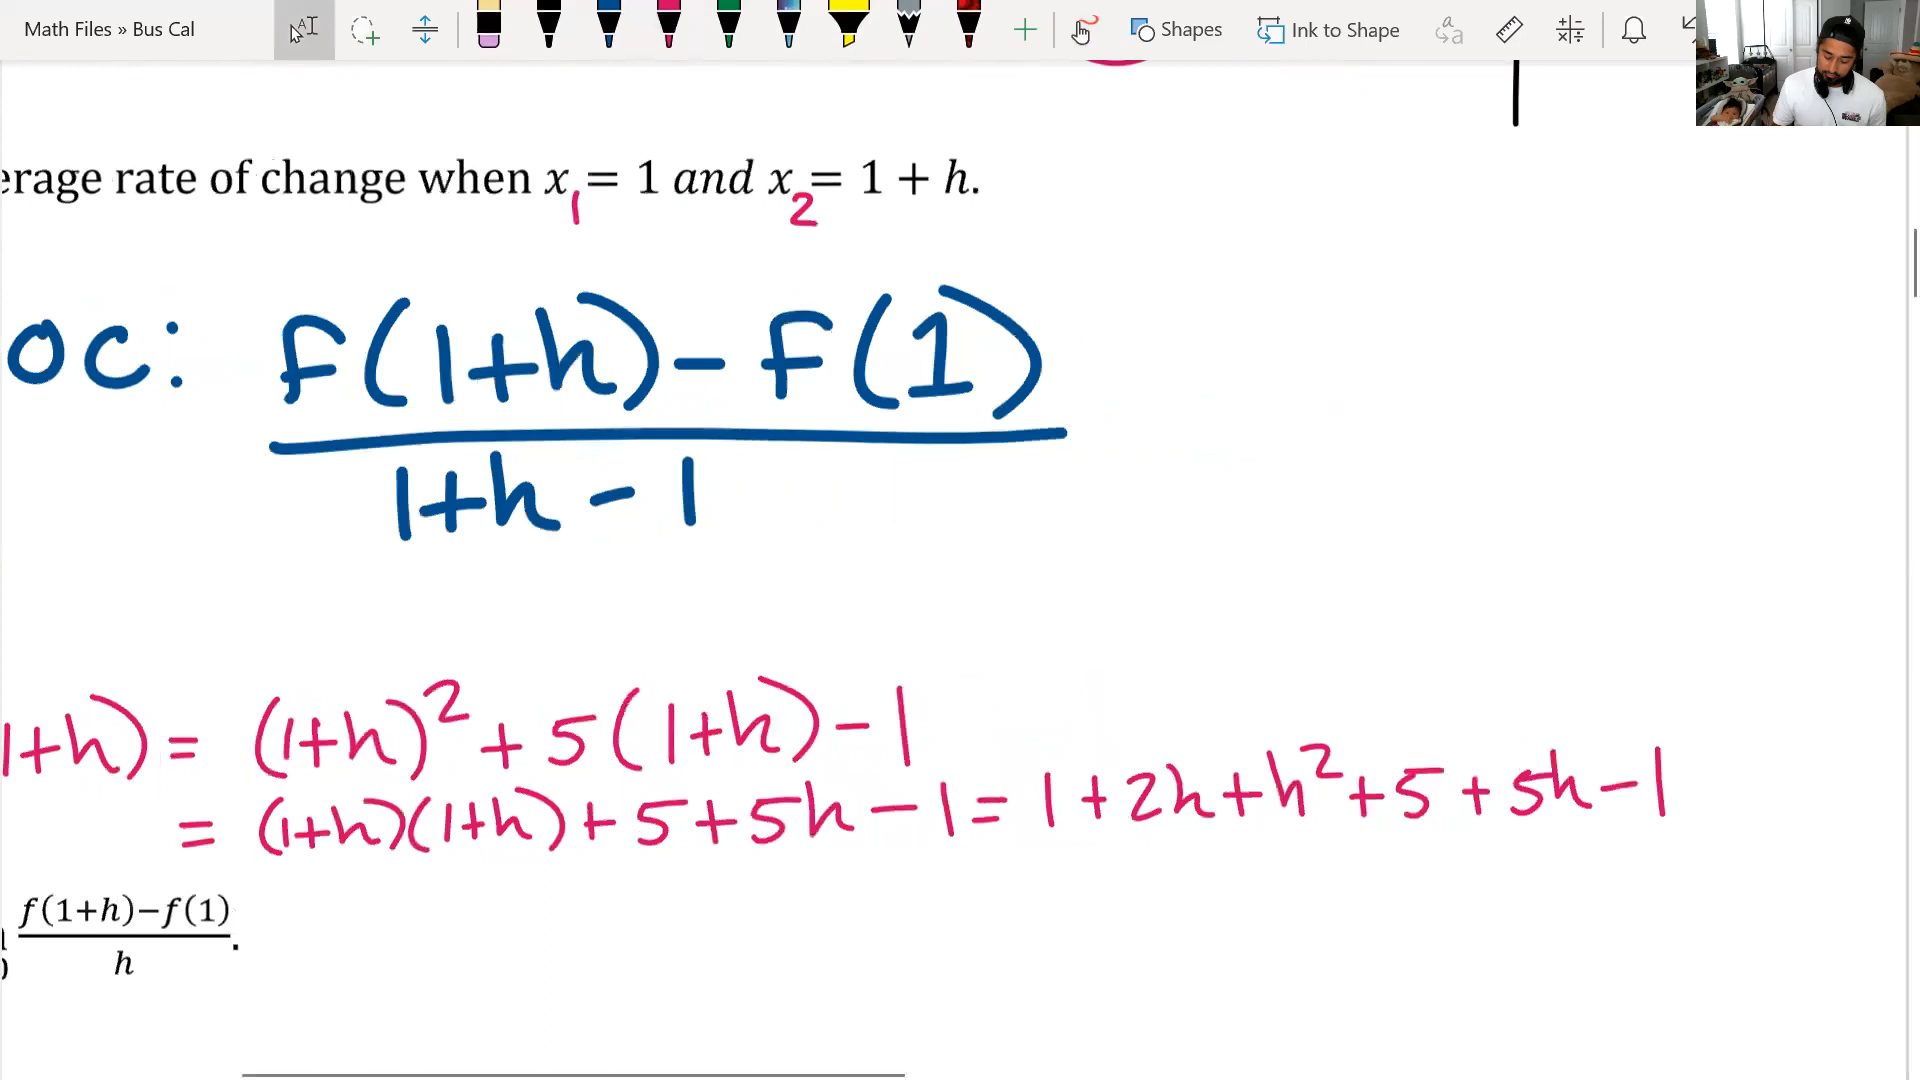 Math Files » Bus Cal
Shapes
Ink to Shape
erage rate of change when x₁ = 1 and x₂ = 1 + h.
OC: F(1+h) - F(1)
1+h - 1
1+h) = (1+h)² + 5(1+h) - 1
= (1+h)(1+h) + 5 + 5h - 1 = 1 + 2h + h² + 5 + 5h - 1
f(1+h)−f(1)
h
.